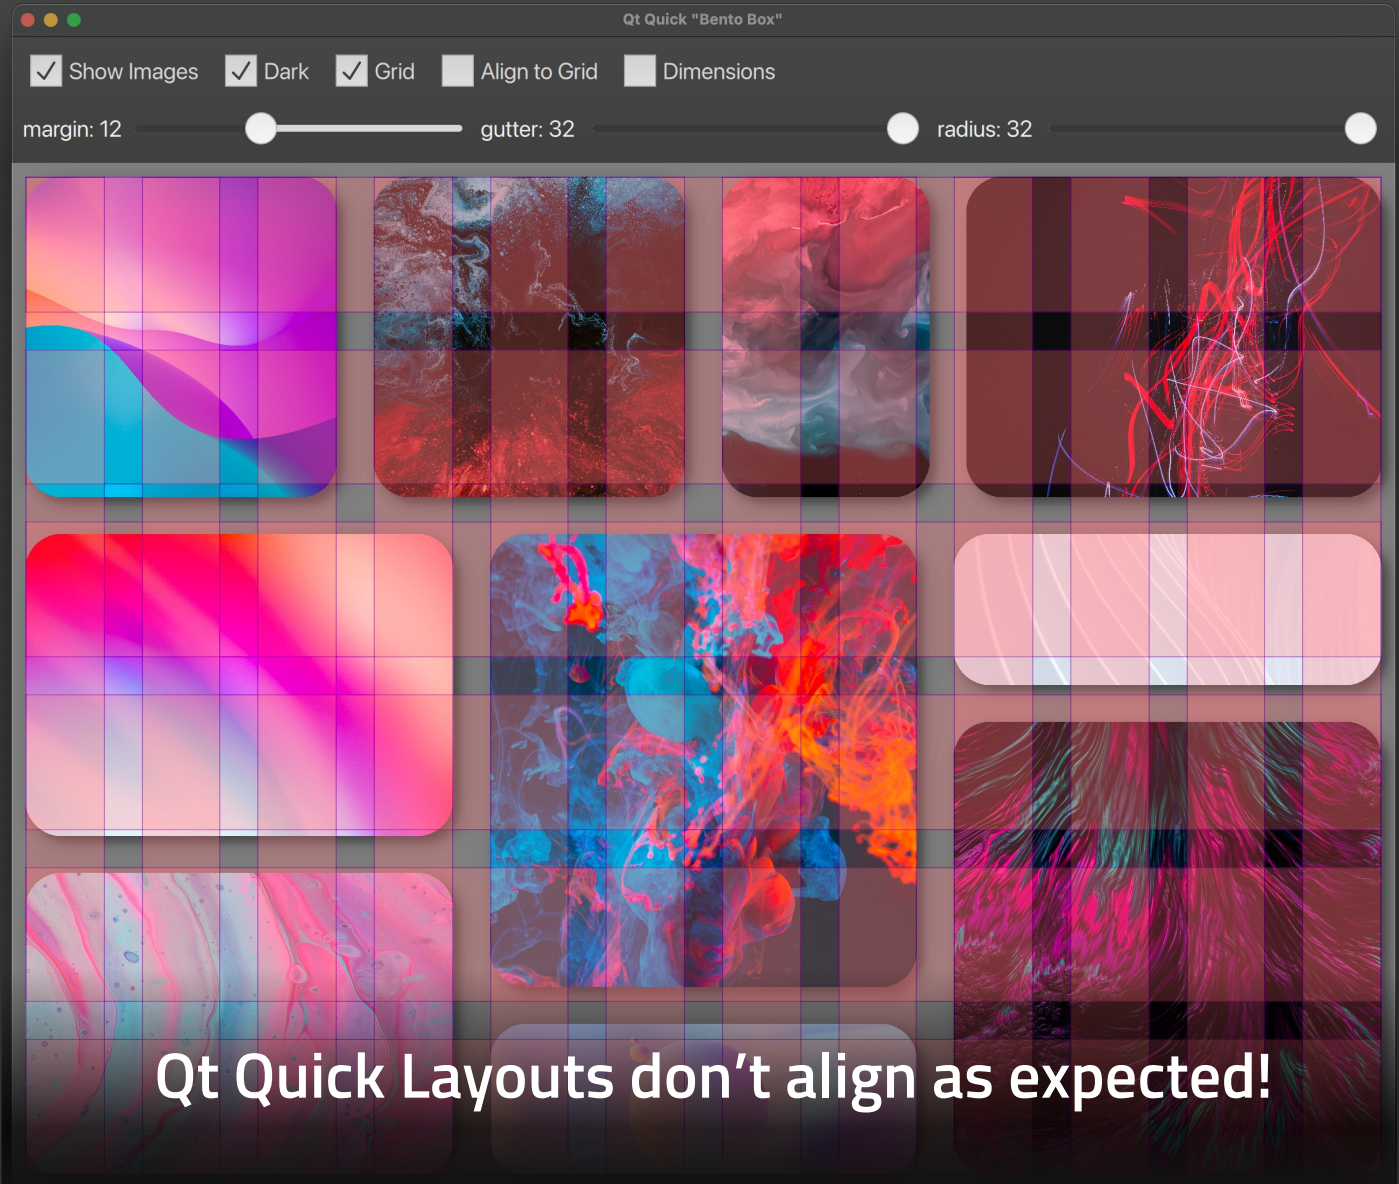 Qt Quick "Bento Box"
Show Images Dark Grid Align to Grid Dimensions
margin: 12 gutter: 32 radius: 32
Qt Quick Layouts don’t align as expected!